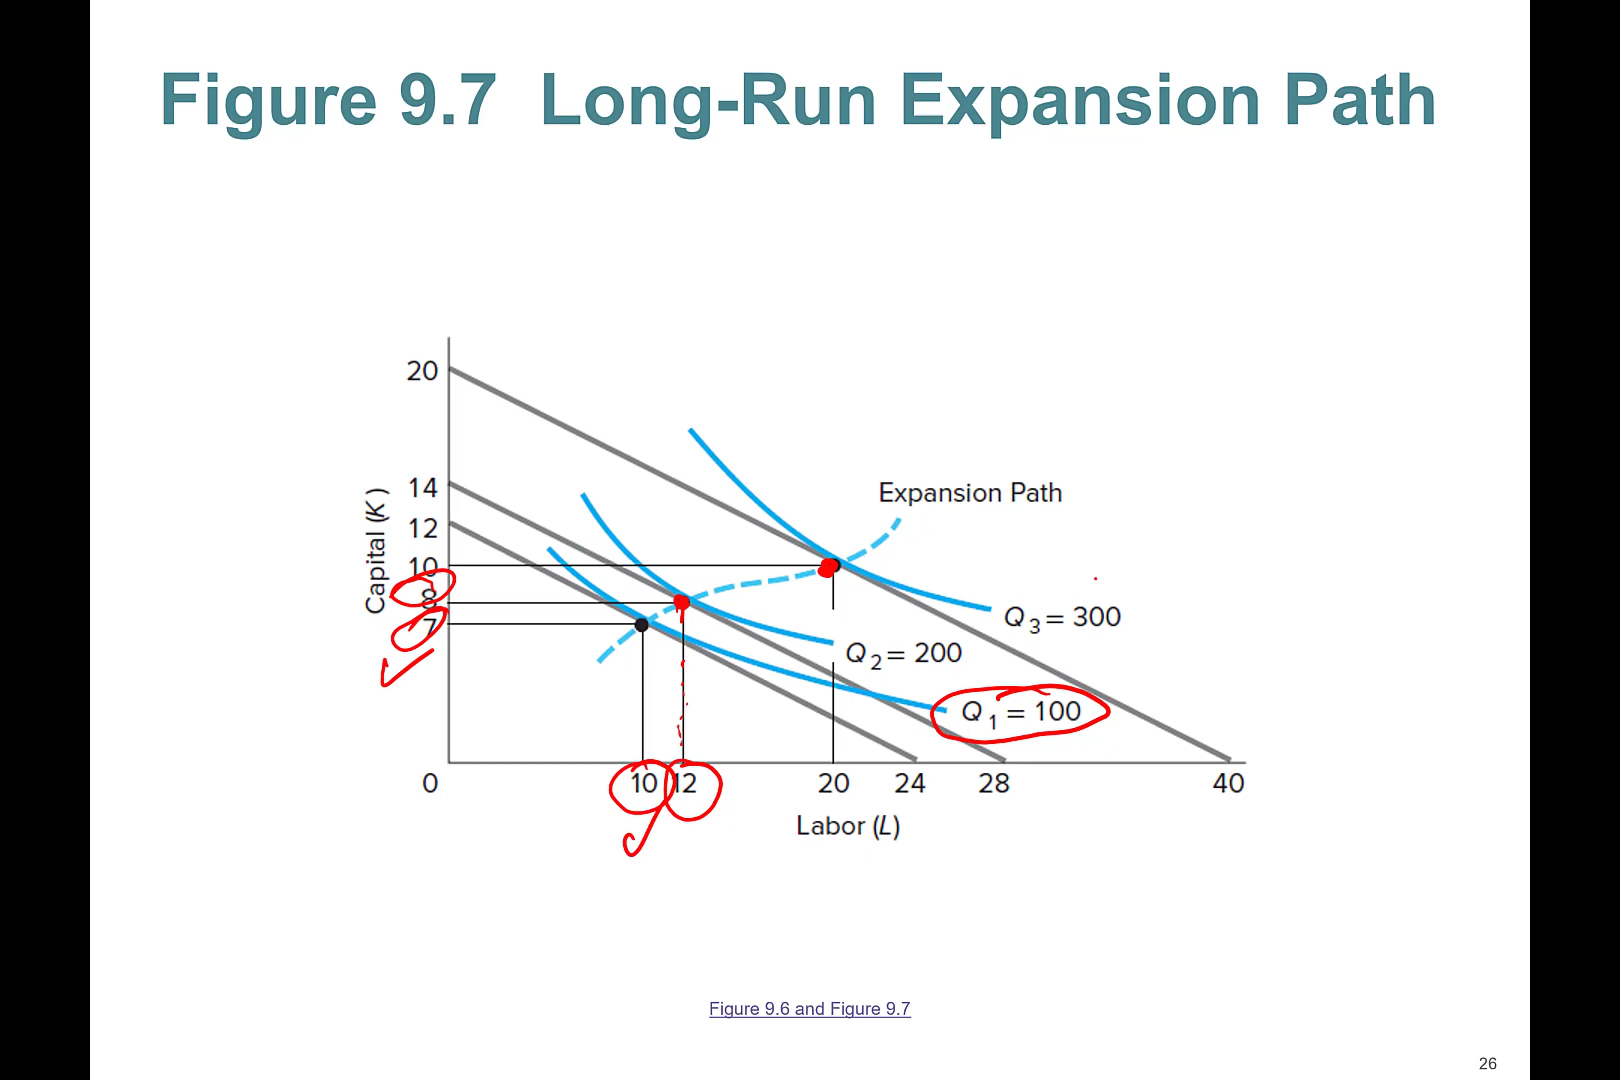 Figure 9.7 Long-Run Expansion Path
20
14
12
10
8
7
Capital (K)
Expansion Path
Q3 = 300
Q2 = 200
Q1 = 100
0 10 12 20 24 28 40
Labor (L)
Figure 9.6 and Figure 9.7
26